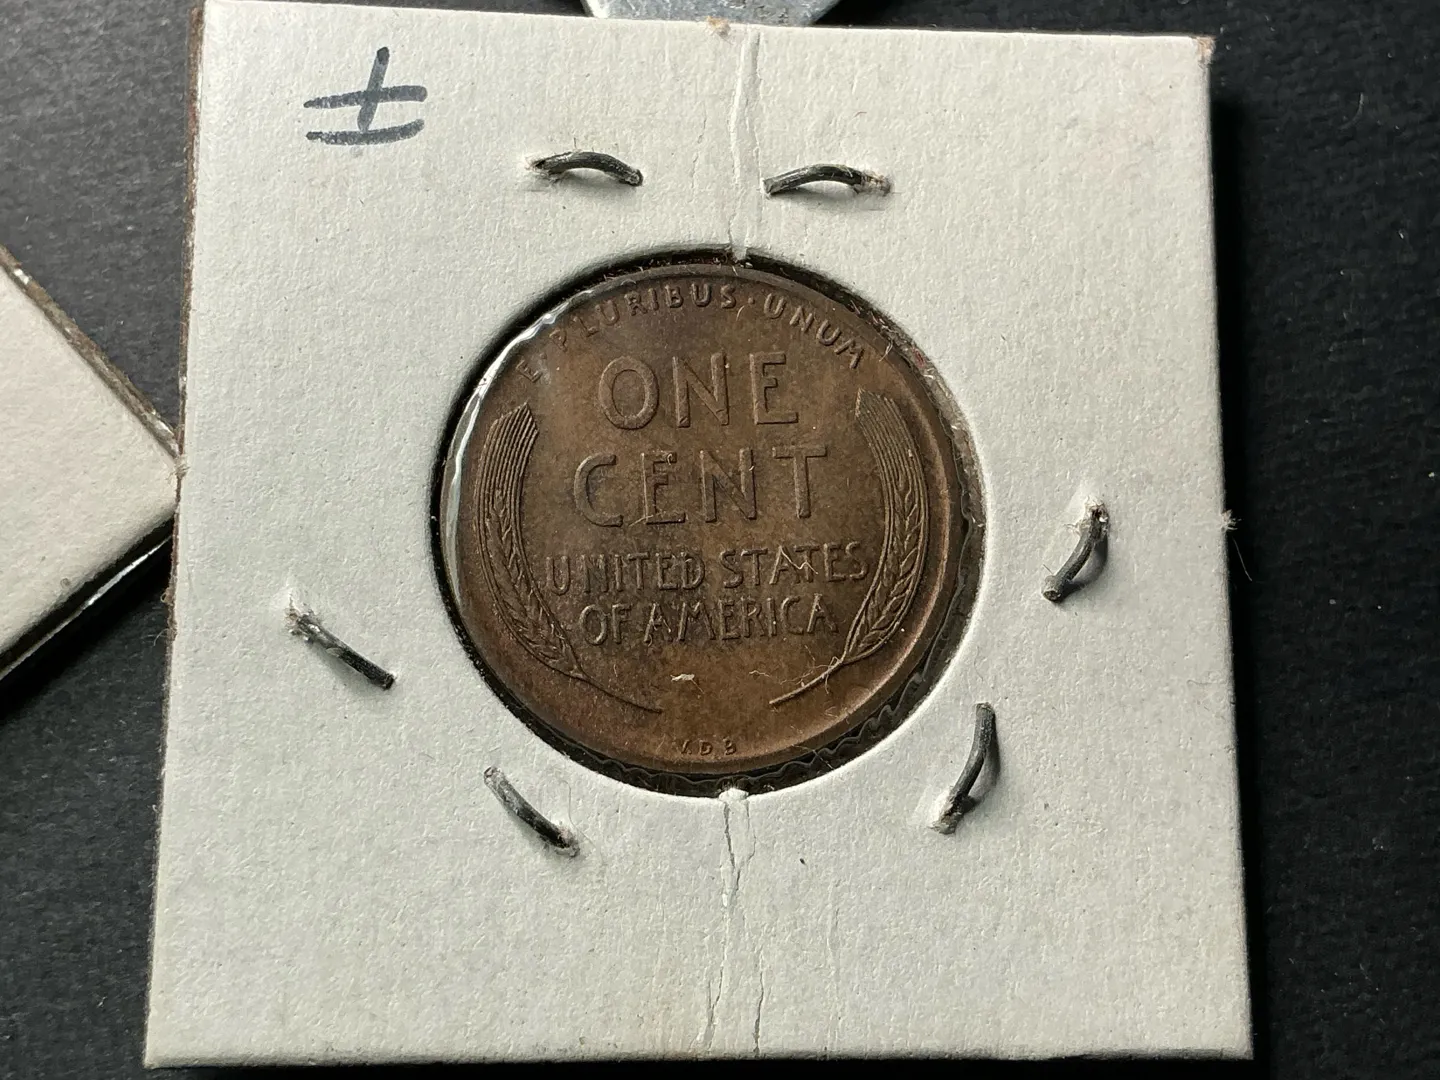 ±
E · PLURIBUS · UNUM
ONE
CENT
UNITED STATES
OF AMERICA
V.D.B